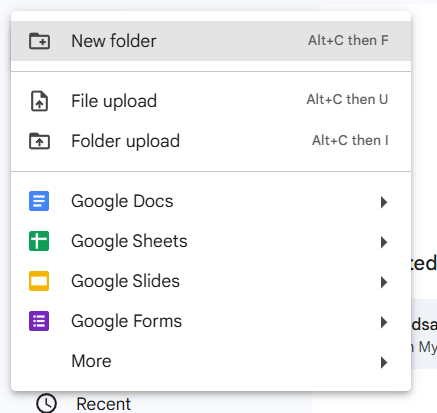 New folder Alt+C then F
File upload Alt+C then U
Folder upload Alt+C then I
Google Docs
Google Sheets
Google Slides
Google Forms
More
Recent